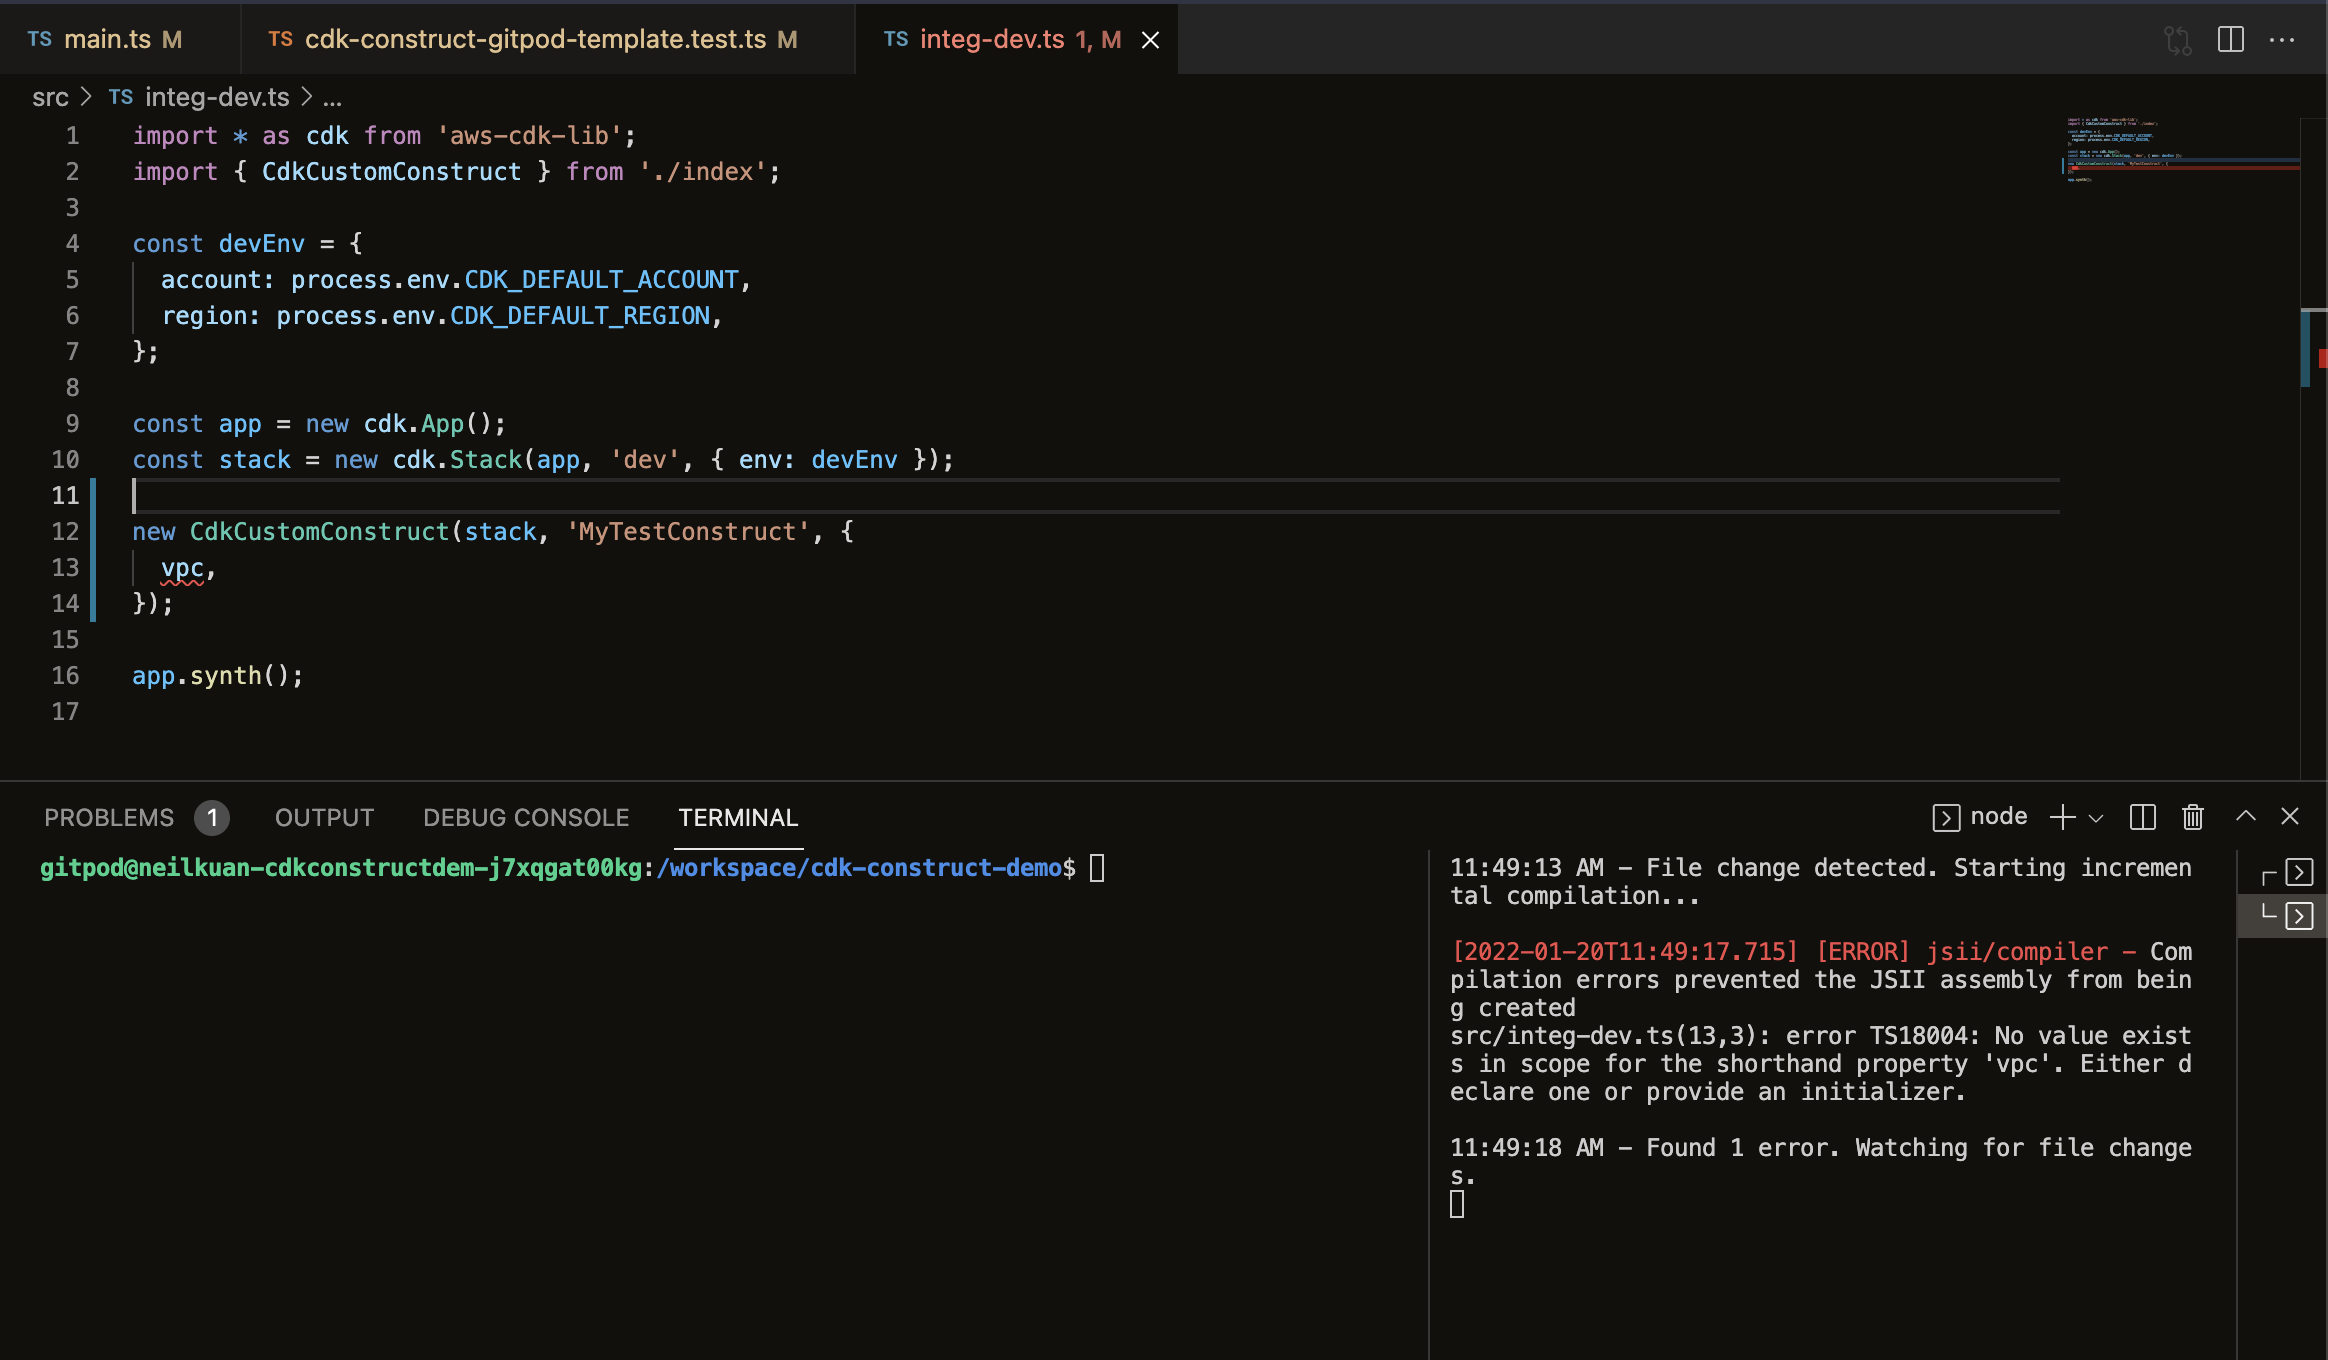 TS main.ts M
TS cdk-construct-gitpod-template.test.ts M
TS integ-dev.ts 1, M
src > TS integ-dev.ts > ...
1 import * as cdk from 'aws-cdk-lib';
2 import { CdkCustomConstruct } from './index';
3
4 const devEnv = {
5   account: process.env.CDK_DEFAULT_ACCOUNT,
6   region: process.env.CDK_DEFAULT_REGION,
7 };
8
9 const app = new cdk.App();
10 const stack = new cdk.Stack(app, 'dev', { env: devEnv });
11
12 new CdkCustomConstruct(stack, 'MyTestConstruct', {
13   vpc,
14 });
15
16 app.synth();
17
PROBLEMS 1 OUTPUT DEBUG CONSOLE TERMINAL
node
gitpod@neilkuan-cdkconstructdem-j7xqgat00kg:/workspace/cdk-construct-demo$
11:49:13 AM - File change detected. Starting incremen
tal compilation...
[2022-01-20T11:49:17.715] [ERROR] jsii/compiler - Com
pilation errors prevented the JSII assembly from bein
g created
src/integ-dev.ts(13,3): error TS18004: No value exist
s in scope for the shorthand property 'vpc'. Either d
eclare one or provide an initializer.
11:49:18 AM - Found 1 error. Watching for file change
s.